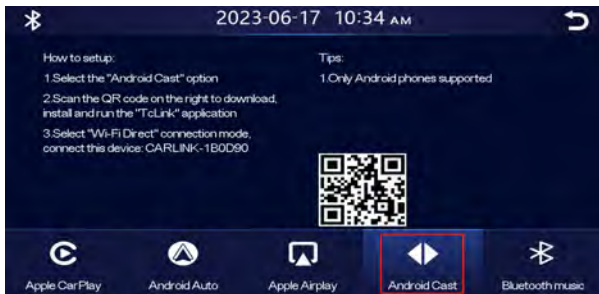 2023-06-17 10:34 AM
How to setup:
1.Select the "Android Cast" option
2.Scan the QR code on the right to download,
install and run the "TcLink" application
3.Select "Wi-Fi Direct" connection mode,
connect this device: CARLINK-1B0D90
Tips:
1.Only Android phones supported
Apple CarPlay
Android Auto
Apple Airplay
Android Cast
Bluetooth music